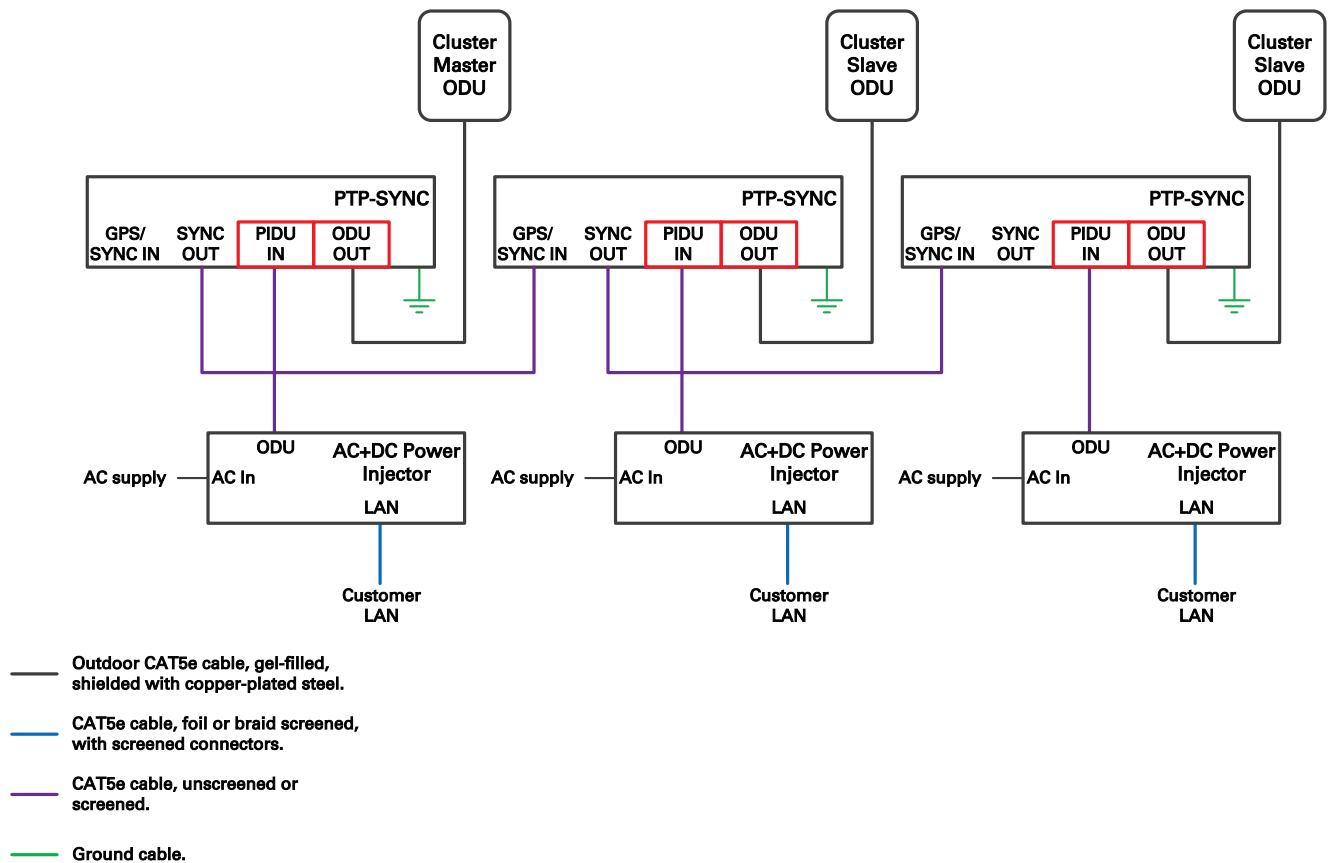 Cluster
Master
ODU
Cluster
Slave
ODU
Cluster
Slave
ODU
PTP-SYNC
GPS/
SYNC IN
SYNC
OUT
PIDU
IN
ODU
OUT
PTP-SYNC
GPS/
SYNC IN
SYNC
OUT
PIDU
IN
ODU
OUT
PTP-SYNC
GPS/
SYNC IN
SYNC
OUT
PIDU
IN
ODU
OUT
AC supply
AC In
ODU
AC+DC Power
Injector
LAN
AC supply
AC In
ODU
AC+DC Power
Injector
LAN
AC supply
AC In
ODU
AC+DC Power
Injector
LAN
Customer
LAN
Customer
LAN
Customer
LAN
Outdoor CAT5e cable, gel-filled,
shielded with copper-plated steel.
CAT5e cable, foil or braid screened,
with screened connectors.
CAT5e cable, unscreened or
screened.
Ground cable.